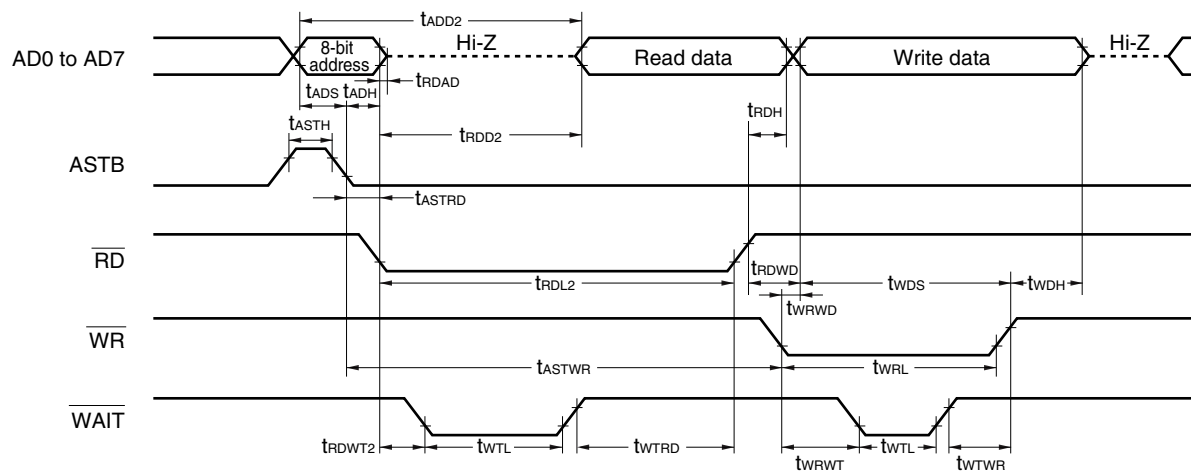 tADD2
AD0 to AD7
8-bit
address
Hi-Z
Read data
Write data
Hi-Z
tRDAD
tADS tADH
tRDH
tASTH
tRDD2
ASTB
tASTRD
RD
tRDL2
tRDWD
tWDS
tWDH
tWRWD
WR
tASTWR
tWRL
WAIT
tRDWT2
tWTL
tWTRD
tWRWT
tWTL
tWTWR